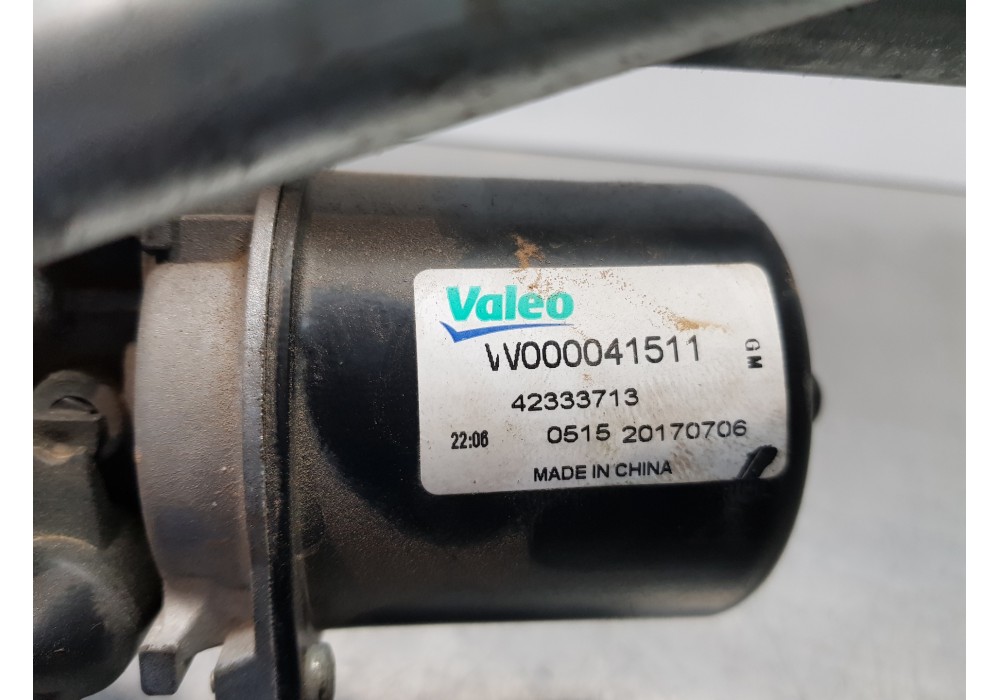 Valeo
W000041511
GM
42333713
22:06 0515 20170706
MADE IN CHINA